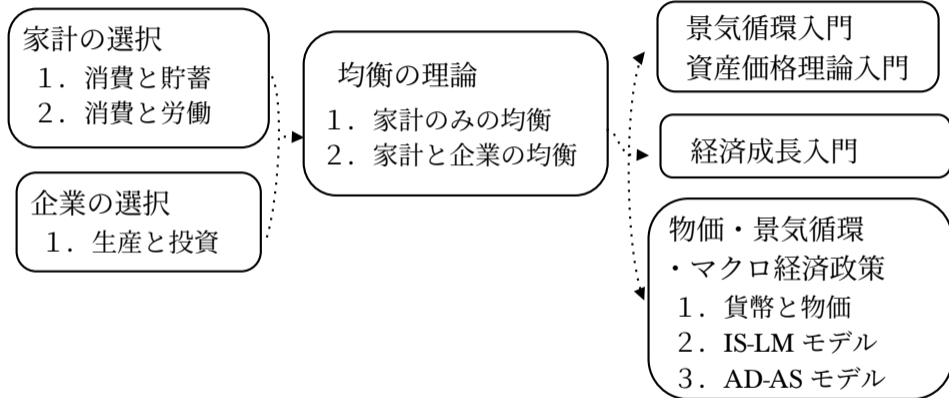 家計の選択
１．消費と貯蓄
２．消費と労働
企業の選択
１．生産と投資
均衡の理論
１．家計のみの均衡
２．家計と企業の均衡
景気循環入門
資産価格理論入門
経済成長入門
物価・景気循環
・マクロ経済政策
１．貨幣と物価
２．IS-LM モデル
３．AD-AS モデル